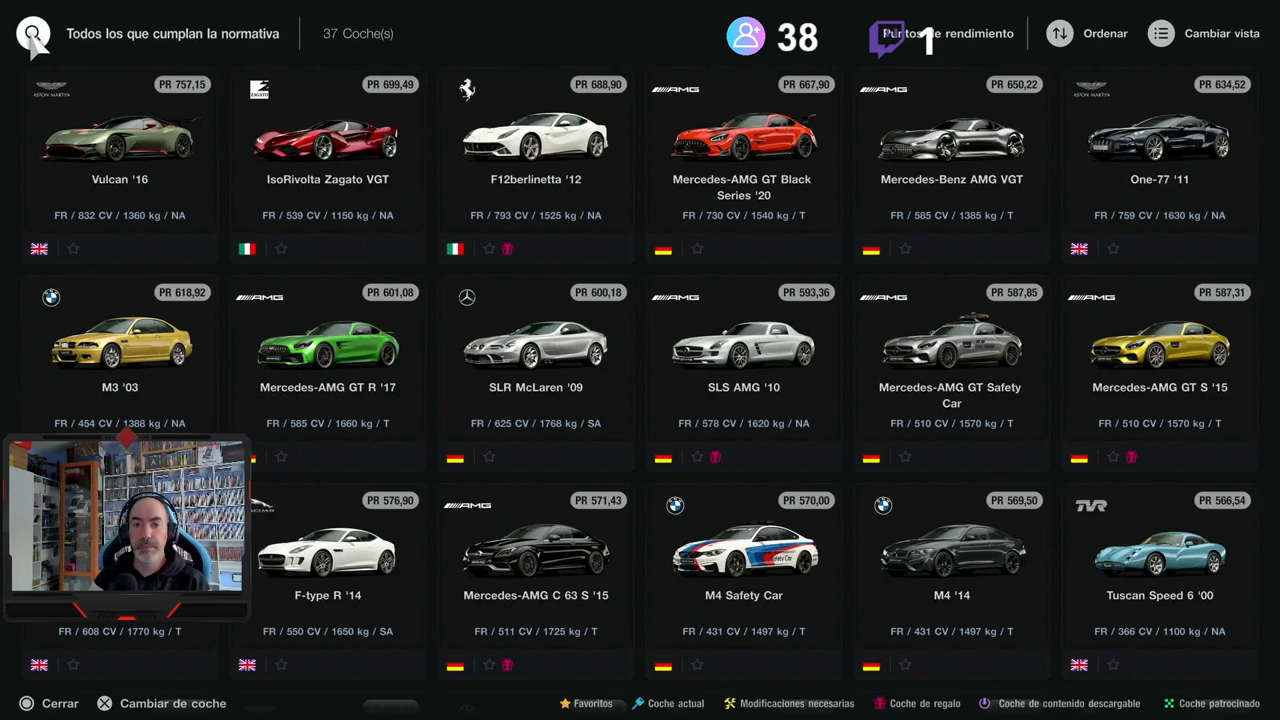 Todos los que cumplan la normativa
37 Coche(s)
38
1
Puntos de rendimiento
Ordenar
Cambiar vista
ASTON MARTIN
PR 757,15
Vulcan '16
FR / 832 CV / 1360 kg / NA
ZAGATO
PR 699,49
IsoRivolta Zagato VGT
FR / 539 CV / 1150 kg / NA
PR 688,90
F12berlinetta '12
FR / 793 CV / 1525 kg / NA
AMG
PR 667,90
Mercedes-AMG GT Black
Series '20
FR / 730 CV / 1540 kg / T
AMG
PR 650,22
Mercedes-Benz AMG VGT
FR / 585 CV / 1385 kg / T
ASTON MARTIN
PR 634,52
One-77 '11
FR / 759 CV / 1630 kg / NA
PR 618,92
M3 '03
FR / 454 CV / 1388 kg / NA
AMG
PR 601,08
Mercedes-AMG GT R '17
FR / 585 CV / 1660 kg / T
PR 600,18
SLR McLaren '09
FR / 625 CV / 1768 kg / SA
AMG
PR 593,36
SLS AMG '10
FR / 578 CV / 1620 kg / NA
AMG
PR 587,85
Mercedes-AMG GT Safety
Car
FR / 510 CV / 1570 kg / T
AMG
PR 587,31
Mercedes-AMG GT S '15
FR / 510 CV / 1570 kg / T
FR / 608 CV / 1770 kg / T
PR 576,90
F-type R '14
FR / 550 CV / 1650 kg / SA
AMG
PR 571,43
Mercedes-AMG C 63 S '15
FR / 511 CV / 1725 kg / T
PR 570,00
M4 Safety Car
FR / 431 CV / 1497 kg / T
PR 569,50
M4 '14
FR / 431 CV / 1497 kg / T
TVR
PR 566,54
Tuscan Speed 6 '00
FR / 366 CV / 1100 kg / NA
Cerrar
Cambiar de coche
Favoritos
Coche actual
Modificaciones necesarias
Coche de regalo
Coche de contenido descargable
Coche patrocinado